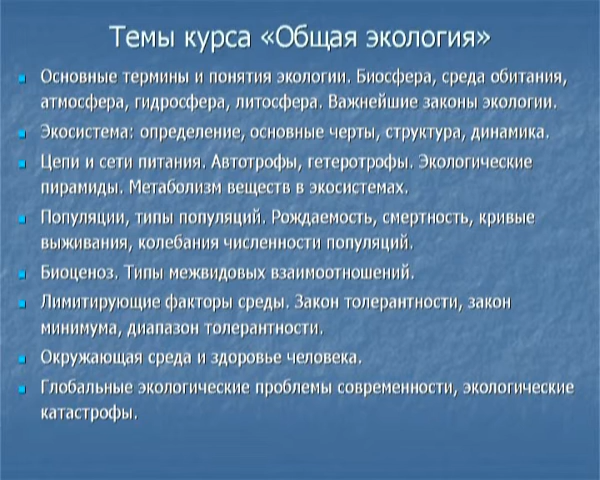 Темы курса «Общая экология»
Основные термины и понятия экологии. Биосфера, среда обитания,
атмосфера, гидросфера, литосфера. Важнейшие законы экологии.
Экосистема: определение, основные черты, структура, динамика.
Цепи и сети питания. Автотрофы, гетеротрофы. Экологические
пирамиды. Метаболизм веществ в экосистемах.
Популяции, типы популяций. Рождаемость, смертность, кривые
выживания, колебания численности популяций.
Биоценоз. Типы межвидовых взаимоотношений.
Лимитирующие факторы среды. Закон толерантности, закон
минимума, диапазон толерантности.
Окружающая среда и здоровье человека.
Глобальные экологические проблемы современности, экологические
катастрофы.